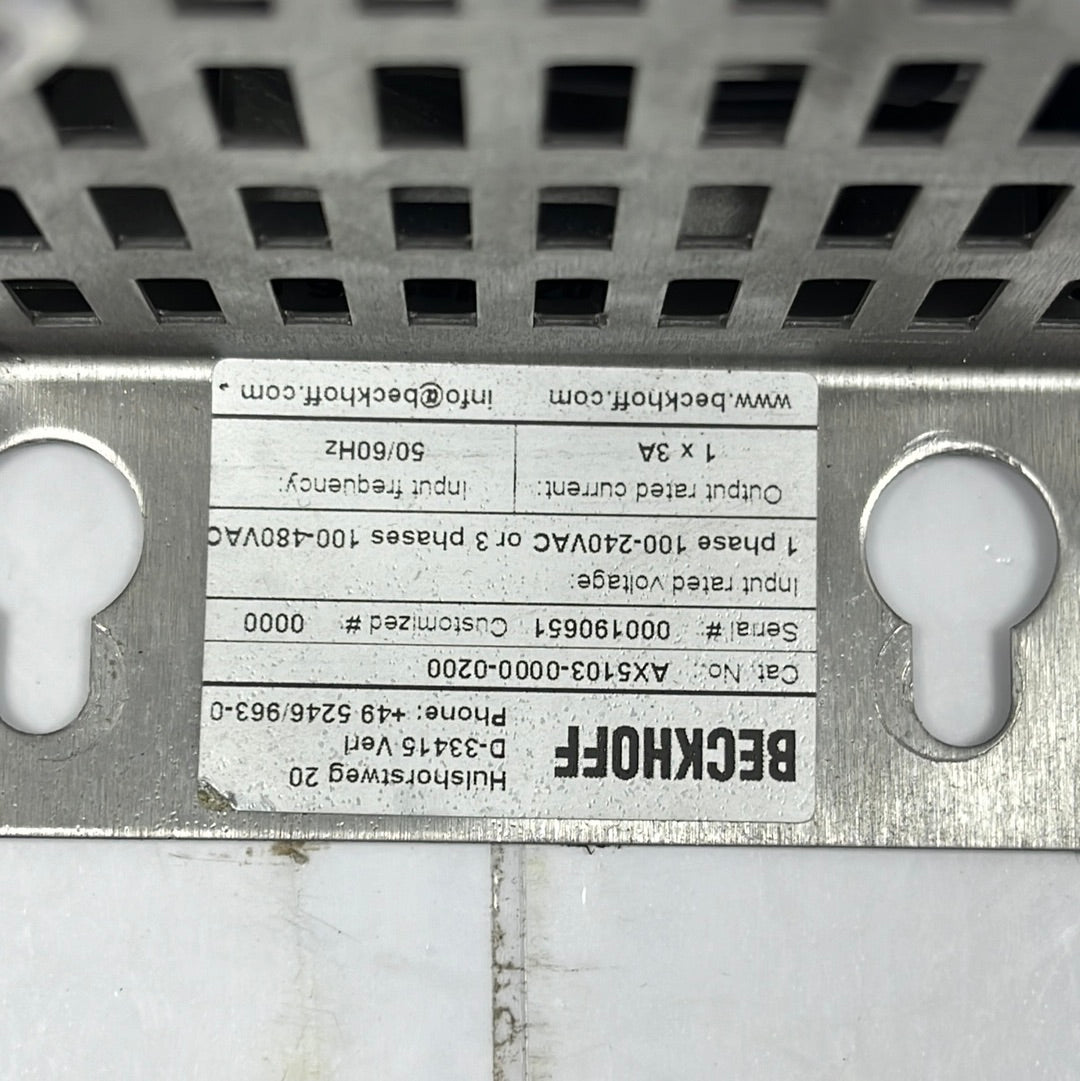 BECKHOFF
Hülshorstweg 20
D-33415 Verl
Phone: +49 5246/963-0
Cat. No.: AX5103-0000-0200
Serial #: 000190651 Customized #: 0000
Input rated voltage:
1 phase 100-240VAC or 3 phases 100-480VAC
Output rated current: Input frequency:
1 x 3A 50/60Hz
www.beckhoff.com info@beckhoff.com